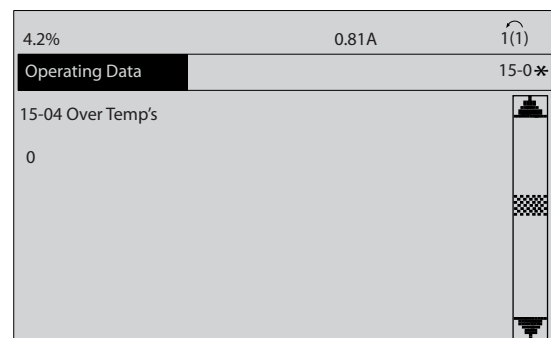 4.2% 0.81A 1(1)
Operating Data 15-0*
15-04 Over Temp's
0